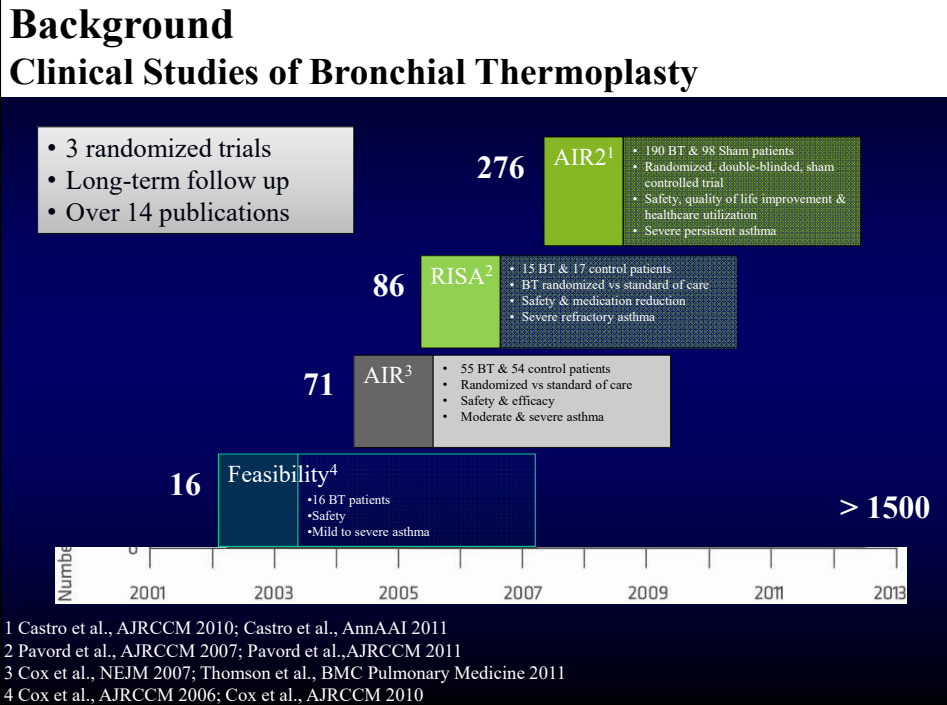 Background
Clinical Studies of Bronchial Thermoplasty
• 3 randomized trials
• Long-term follow up
• Over 14 publications
276
AIR2¹
• 190 BT & 98 Sham patients
• Randomized, double-blinded, sham
controlled trial
• Safety, quality of life improvement &
healthcare utilization
• Severe persistent asthma
86
RISA²
• 15 BT & 17 control patients
• BT randomized vs standard of care
• Safety & medication reduction
• Severe refractory asthma
71
AIR³
• 55 BT & 54 control patients
• Randomized vs standard of care
• Safety & efficacy
• Moderate & severe asthma
16
Feasibility⁴
•16 BT patients
•Safety
•Mild to severe asthma
> 1500
Numbe
0
2001 2003 2005 2007 2009 2011 2013
1 Castro et al., AJRCCM 2010; Castro et al., AnnAAI 2011
2 Pavord et al., AJRCCM 2007; Pavord et al.,AJRCCM 2011
3 Cox et al., NEJM 2007; Thomson et al., BMC Pulmonary Medicine 2011
4 Cox et al., AJRCCM 2006; Cox et al., AJRCCM 2010